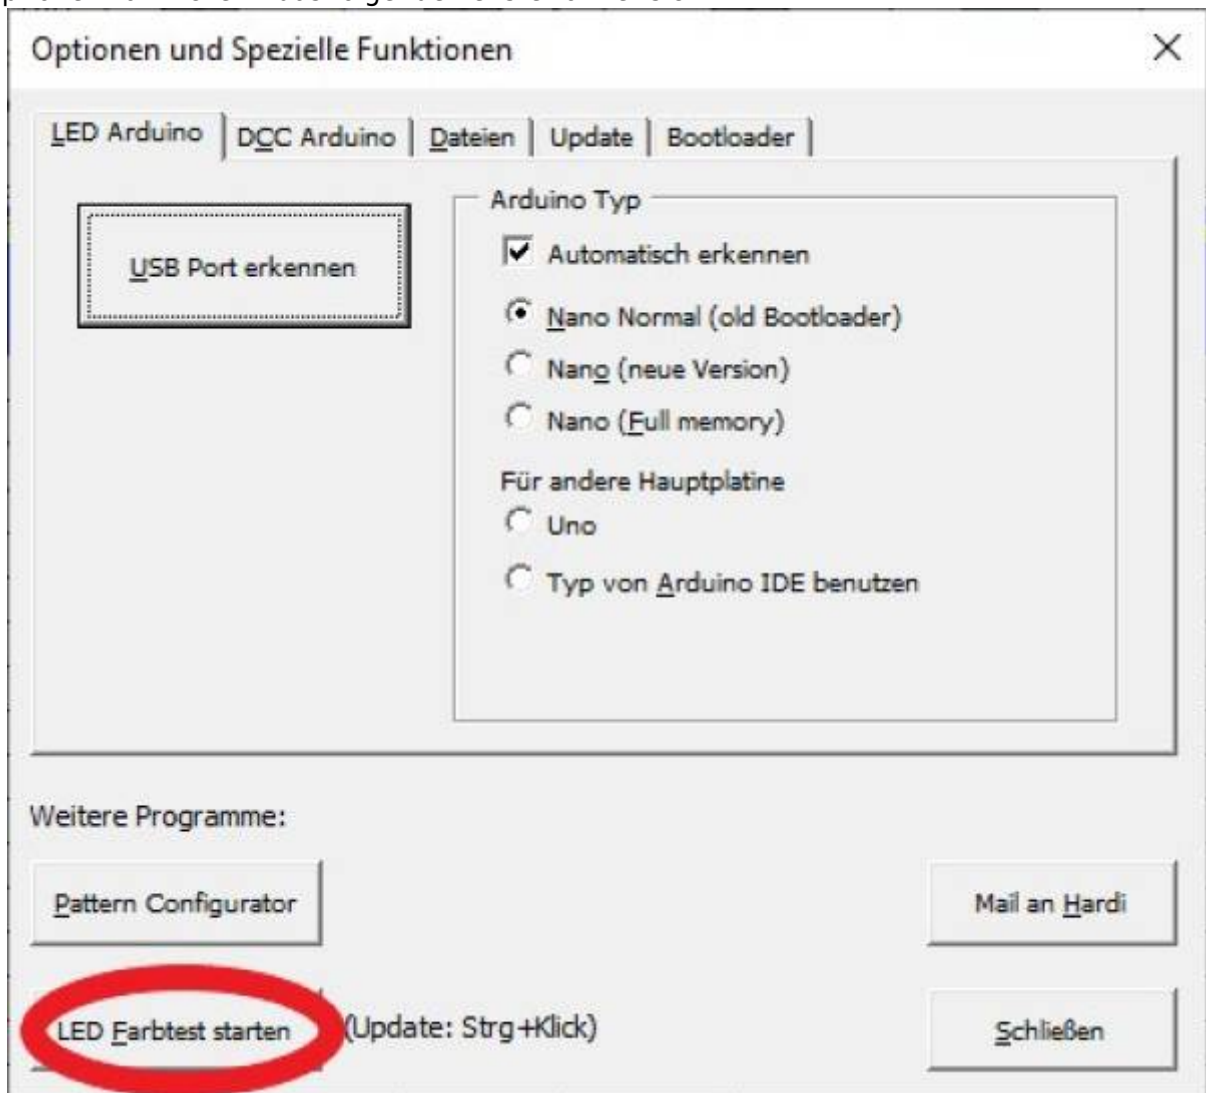 Optionen und Spezielle Funktionen
LED Arduino
DCC Arduino
Dateien
Update
Bootloader
USB Port erkennen
Arduino Typ
Automatisch erkennen
Nano Normal (old Bootloader)
Nano (neue Version)
Nano (Full memory)
Für andere Hauptplatine
Uno
Typ von Arduino IDE benutzen
Weitere Programme:
Pattern Configurator
Mail an Hardi
LED Farbtest starten
(Update: Strg+Klick)
Schließen